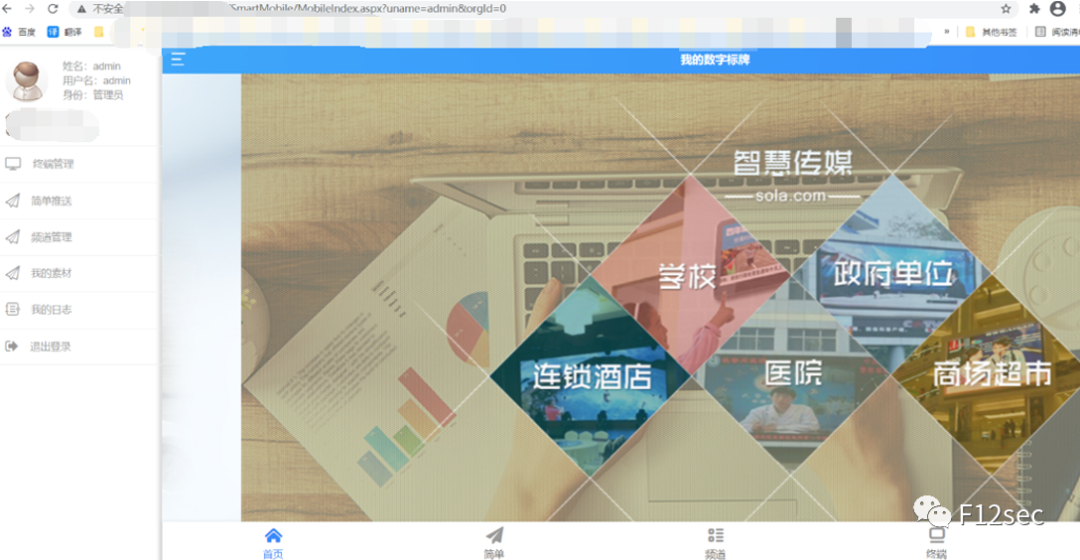 不安全 /SmartMobile/MobileIndex.aspx?uname=admin&orgId=0
百度 翻译 » 其他书签 阅读清单
我的数字标牌
姓名: admin
用户名: admin
身份: 管理员
终端管理
简单推送
频道管理
我的素材
我的日志
退出登录
智慧传媒
sola.com
学校
政府单位
连锁酒店
医院
商场超市
F12sec
首页 简单 频道 终端